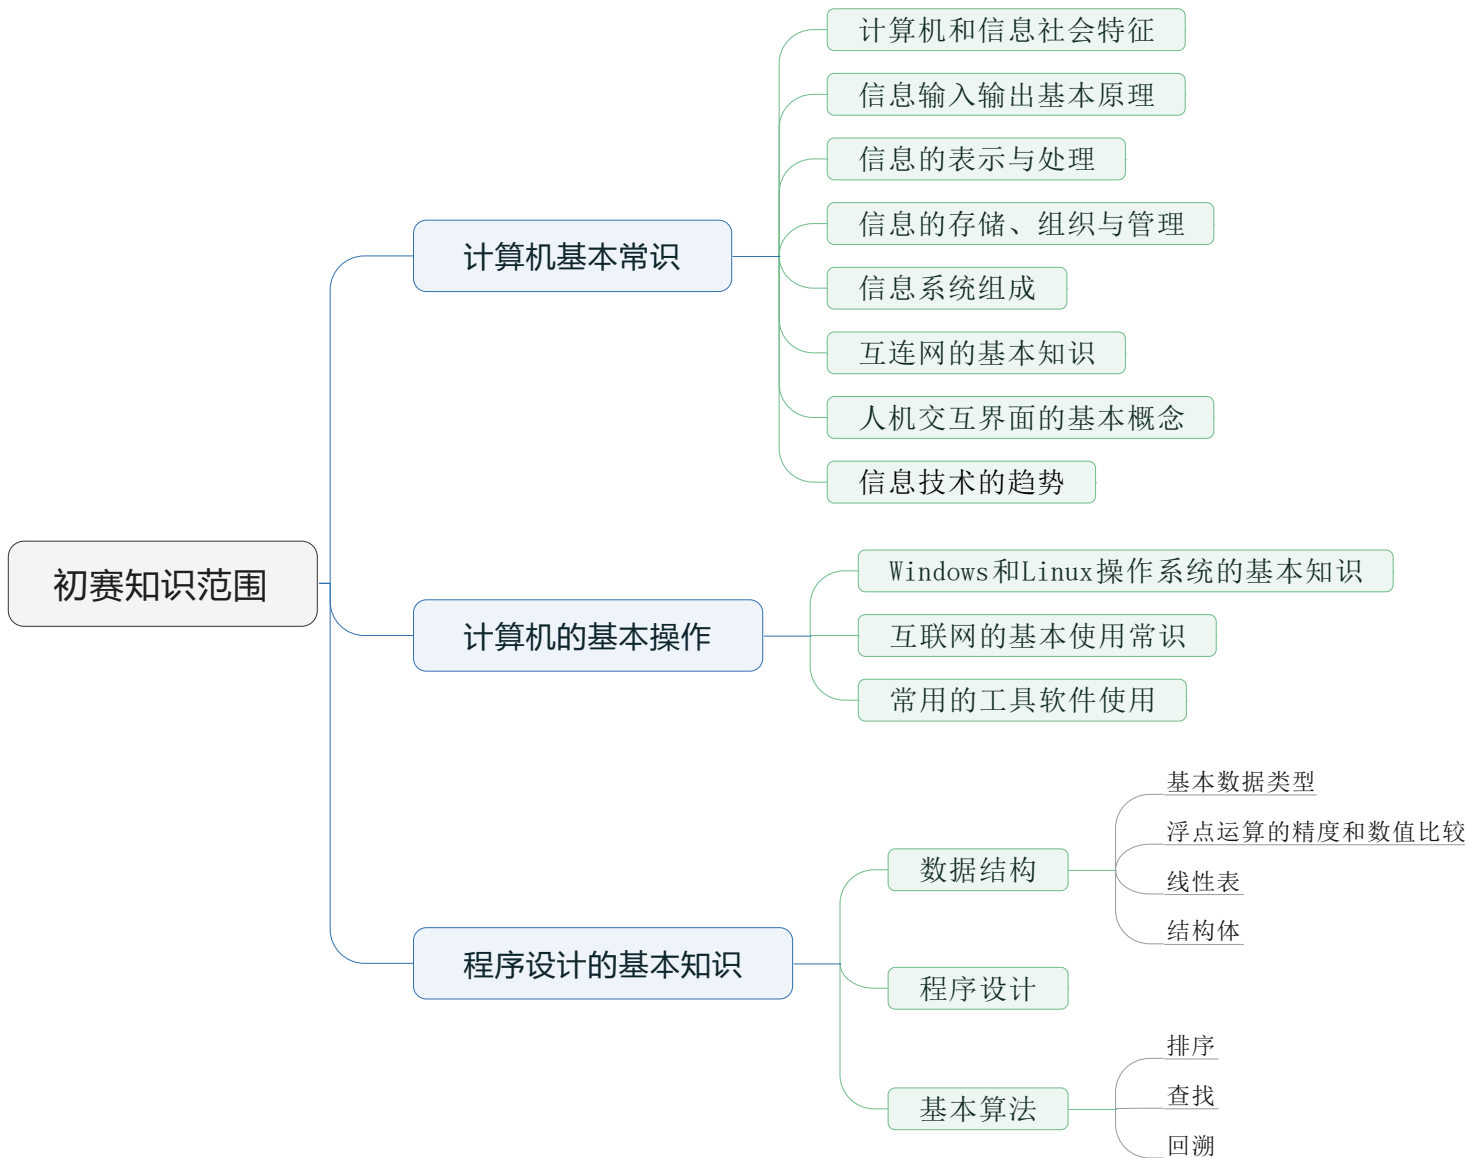 初赛知识范围
计算机基本常识
计算机和信息社会特征
信息输入输出基本原理
信息的表示与处理
信息的存储、组织与管理
信息系统组成
互连网的基本知识
人机交互界面的基本概念
信息技术的趋势
计算机的基本操作
Windows和Linux操作系统的基本知识
互联网的基本使用常识
常用的工具软件使用
程序设计的基本知识
数据结构
基本数据类型
浮点运算的精度和数值比较
线性表
结构体
程序设计
基本算法
排序
查找
回溯